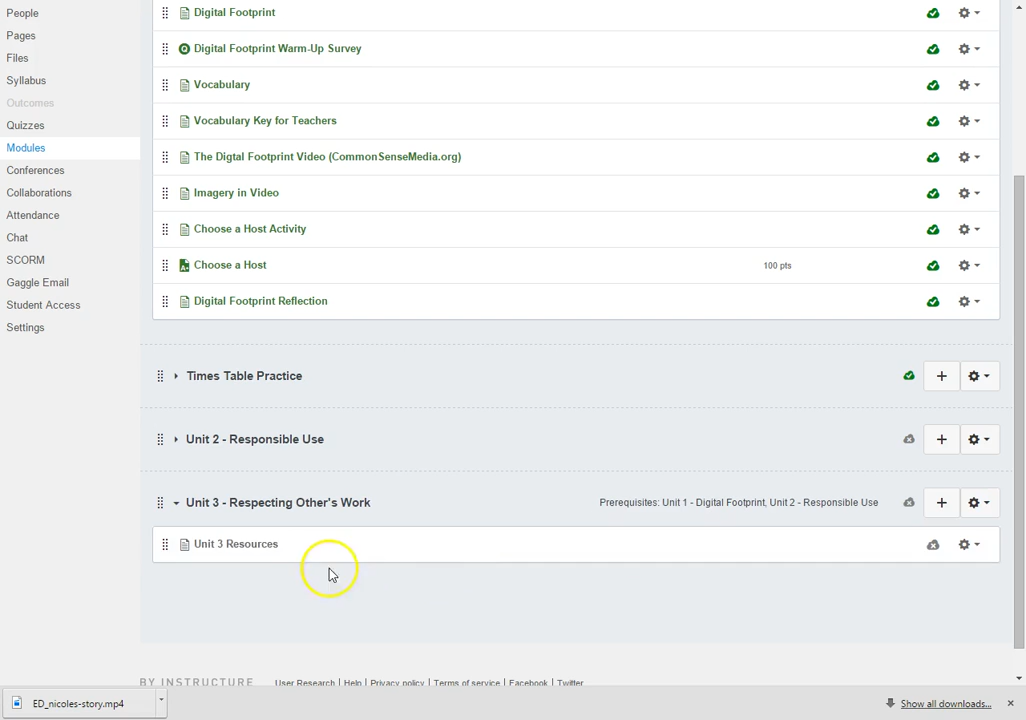 People
Pages
Files
Syllabus
Outcomes
Quizzes
Modules
Conferences
Collaborations
Attendance
Chat
SCORM
Gaggle Email
Student Access
Settings
Digital Footprint
Digital Footprint Warm-Up Survey
Vocabulary
Vocabulary Key for Teachers
The Digtal Footprint Video (CommonSenseMedia.org)
Imagery in Video
Choose a Host Activity
Choose a Host 100 pts
Digital Footprint Reflection
Times Table Practice
Unit 2 - Responsible Use
Unit 3 - Respecting Other's Work Prerequisites: Unit 1 - Digital Footprint, Unit 2 - Responsible Use
Unit 3 Resources
BY INSTRUCTURE User Research Help Privacy policy Terms of service Facebook Twitter
ED_nicoles-story.mp4 Show all downloads...